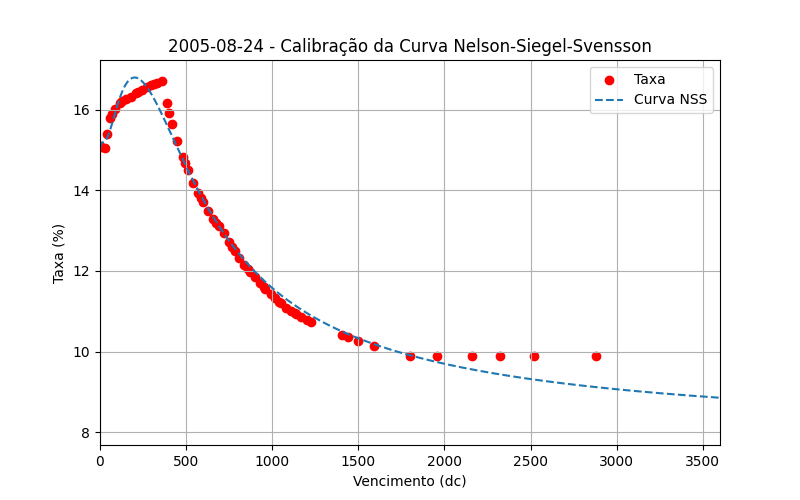 2005-08-24 - Calibração da Curva Nelson-Siegel-Svensson
Taxa
Curva NSS
Taxa (%)
16
14
12
10
8
0 500 1000 1500 2000 2500 3000 3500
Vencimento (dc)